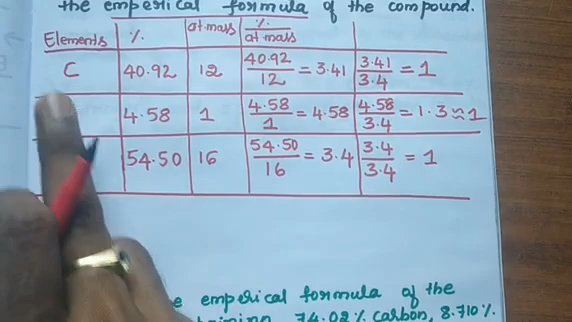 the emperical formula of the compound.
Elements % at.mass %/at.mass
C 40.92 12 40.92/12 = 3.41 3.41/3.4 = 1
4.58 1 4.58/1 = 4.58 4.58/3.4 = 1.3 ≈ 1
54.50 16 54.50/16 = 3.4 3.4/3.4 = 1
e emperical formula of the
74.02% carbon, 8.710%